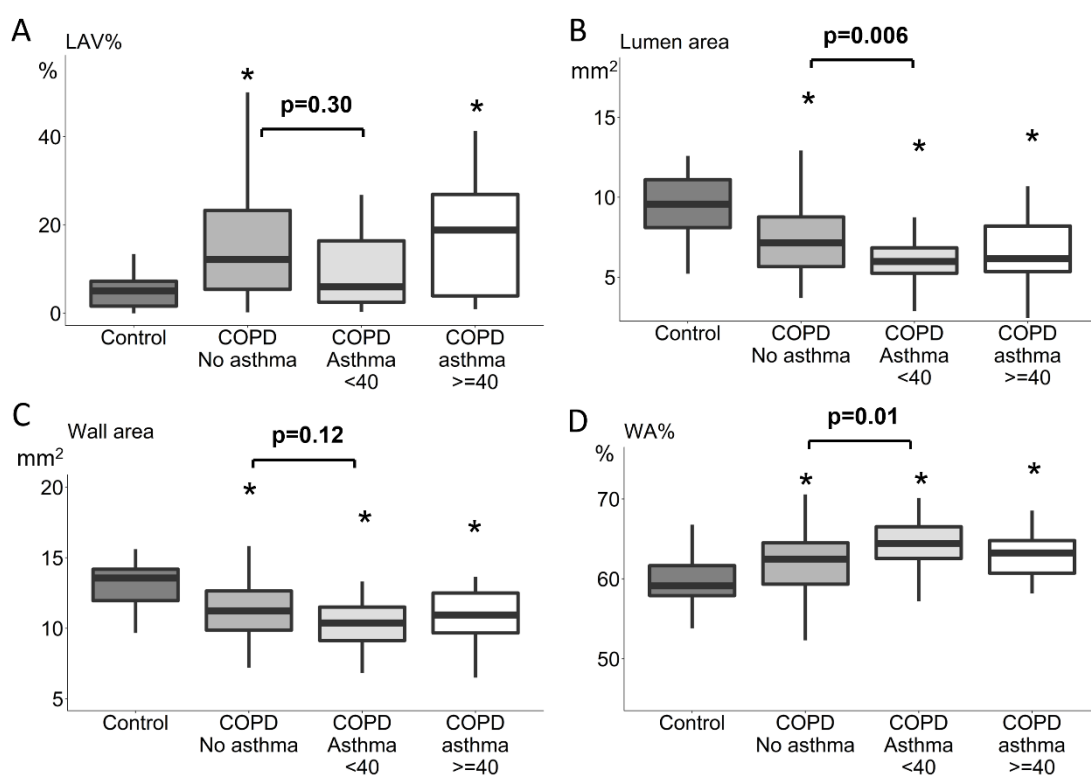 A
LAV%
%
*
p=0.30
*
40
20
0
Control
COPD
No asthma
COPD
Asthma
<40
COPD
asthma
>=40
B
Lumen area
p=0.006
mm²
*
*
*
15
10
5
Control
COPD
No asthma
COPD
Asthma
<40
COPD
asthma
>=40
C
Wall area
p=0.12
mm²
*
*
*
20
15
10
5
Control
COPD
No asthma
COPD
Asthma
<40
COPD
asthma
>=40
D
WA%
p=0.01
%
*
*
*
70
60
50
Control
COPD
No asthma
COPD
Asthma
<40
COPD
asthma
>=40